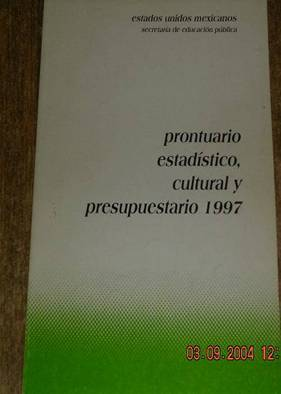 estados unidos mexicanos
secretaría de educación pública
prontuario
estadístico,
cultural y
presupuestario 1997
03-09-2004 12: